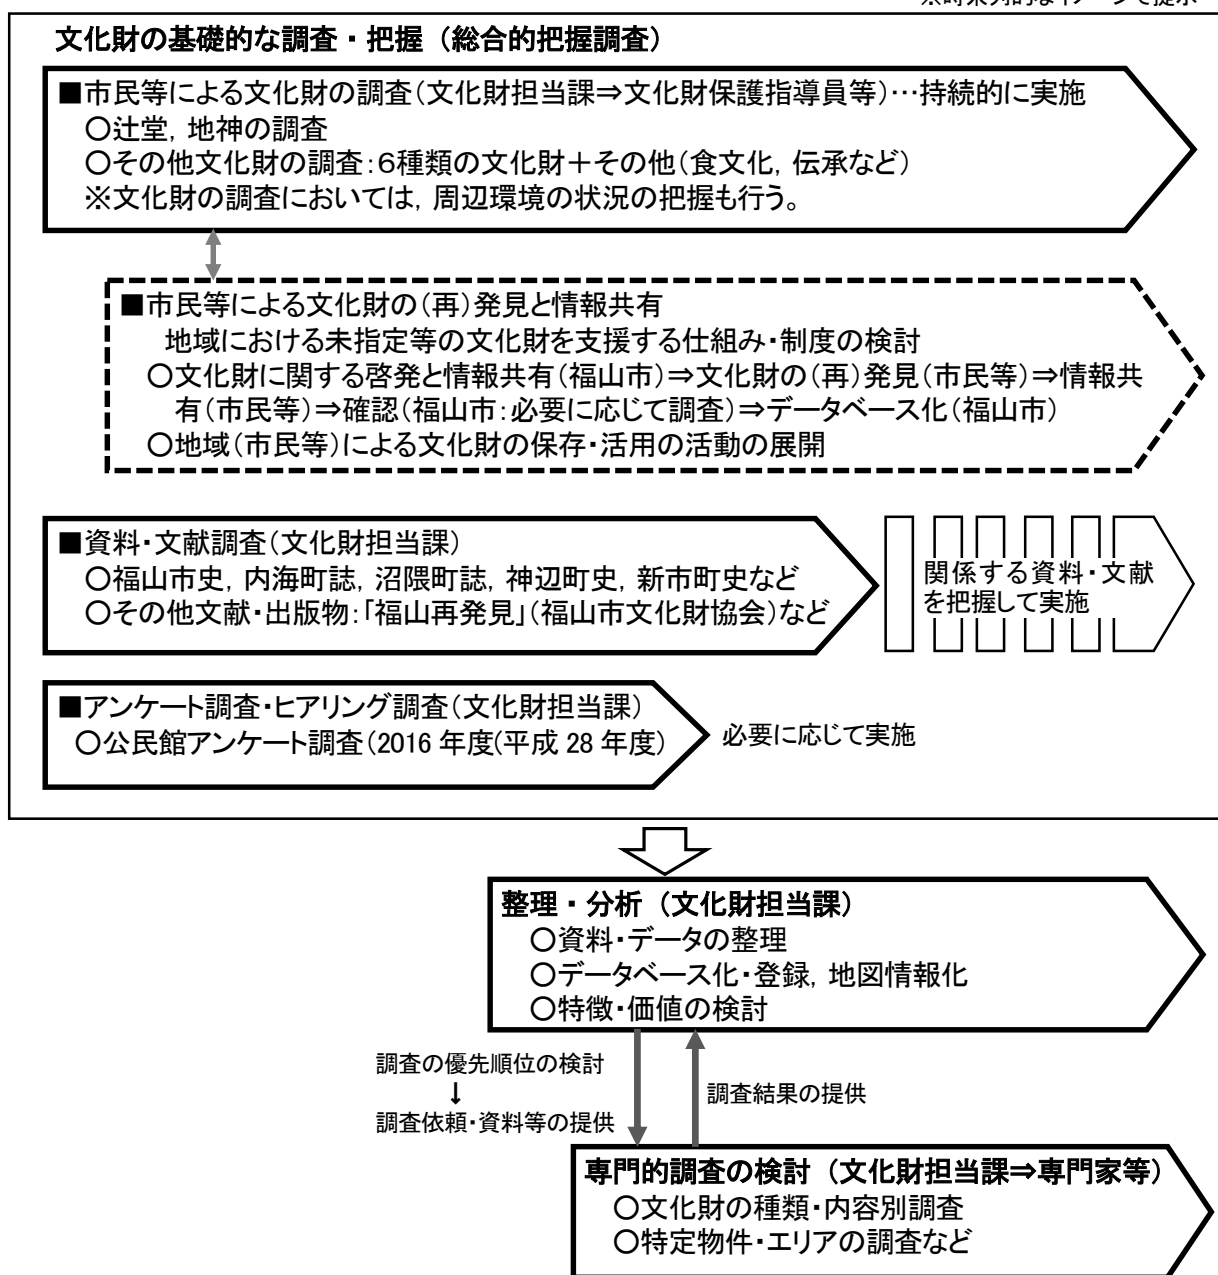 ※時系列的なイメージで提示
文化財の基礎的な調査・把握（総合的把握調査）
■市民等による文化財の調査（文化財担当課⇒文化財保護指導員等）…持続的に実施
○辻堂，地神の調査
○その他文化財の調査：６種類の文化財＋その他（食文化，伝承など）
※文化財の調査においては，周辺環境の状況の把握も行う。
■市民等による文化財の（再）発見と情報共有
地域における未指定等の文化財を支援する仕組み・制度の検討
○文化財に関する啓発と情報共有（福山市）⇒文化財の（再）発見（市民等）⇒情報共
有（市民等）⇒確認（福山市：必要に応じて調査）⇒データベース化（福山市）
○地域（市民等）による文化財の保存・活用の活動の展開
■資料・文献調査（文化財担当課）
○福山市史，内海町誌，沼隈町誌，神辺町史，新市町史など
○その他文献・出版物：「福山再発見」（福山市文化財協会）など
関係する資料・文献
を把握して実施
■アンケート調査・ヒアリング調査（文化財担当課）
○公民館アンケート調査（2016 年度(平成 28 年度）
必要に応じて実施
整理・分析（文化財担当課）
○資料・データの整理
○データベース化・登録，地図情報化
○特徴・価値の検討
調査の優先順位の検討
↓
調査依頼・資料等の提供
調査結果の提供
専門的調査の検討（文化財担当課⇒専門家等）
○文化財の種類・内容別調査
○特定物件・エリアの調査など